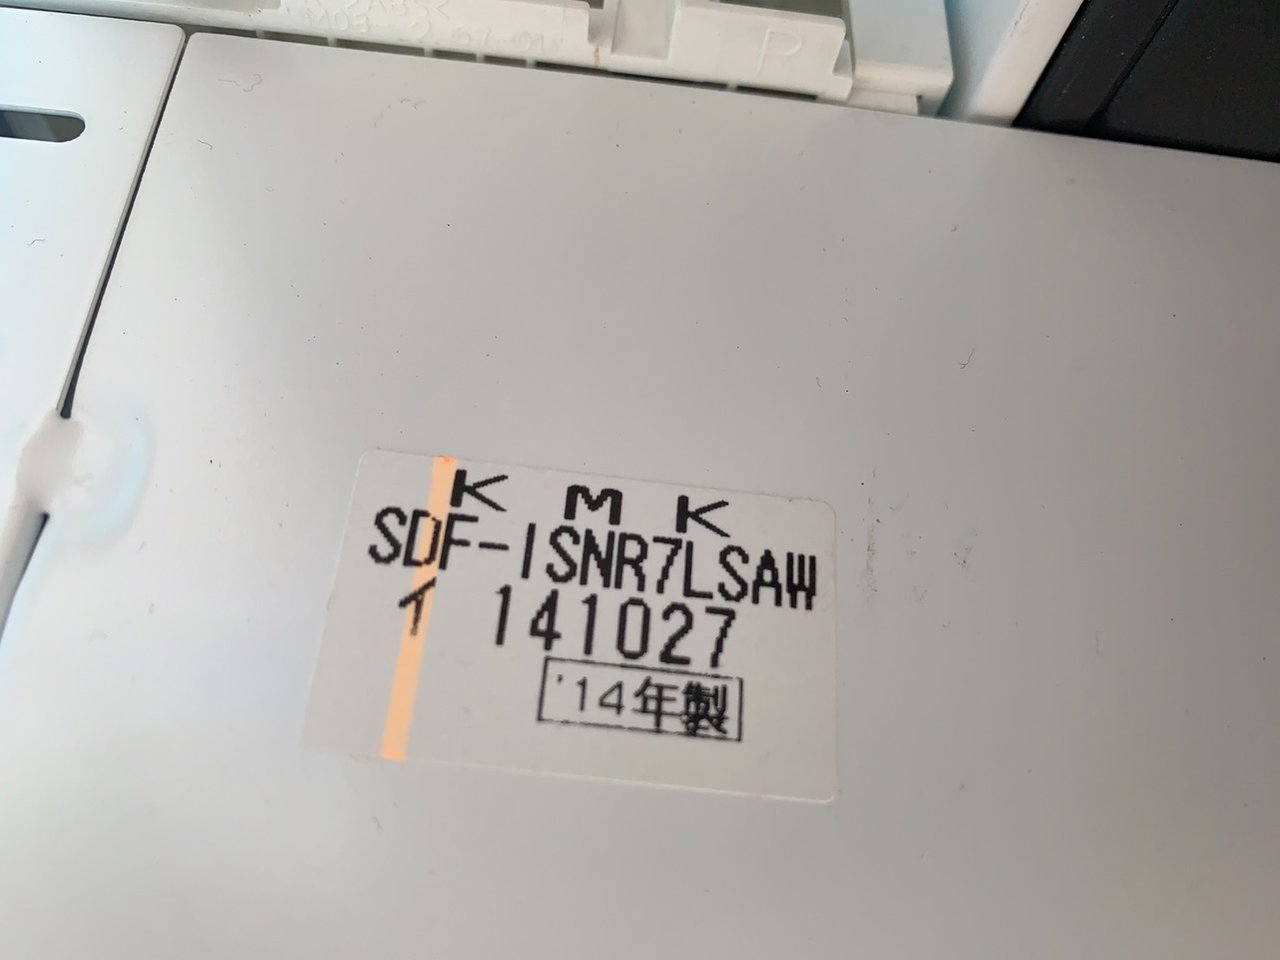 P
K M K
SDF-ISNR7LSAW
イ 141027
'14年製